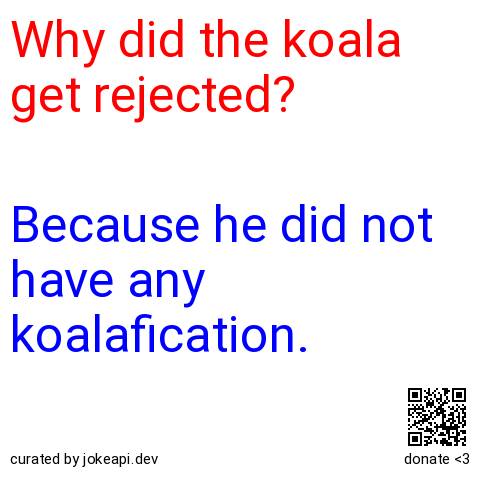 Why did the koala
get rejected?
Because he did not
have any
koalafication.
curated by jokeapi.dev
donate <3